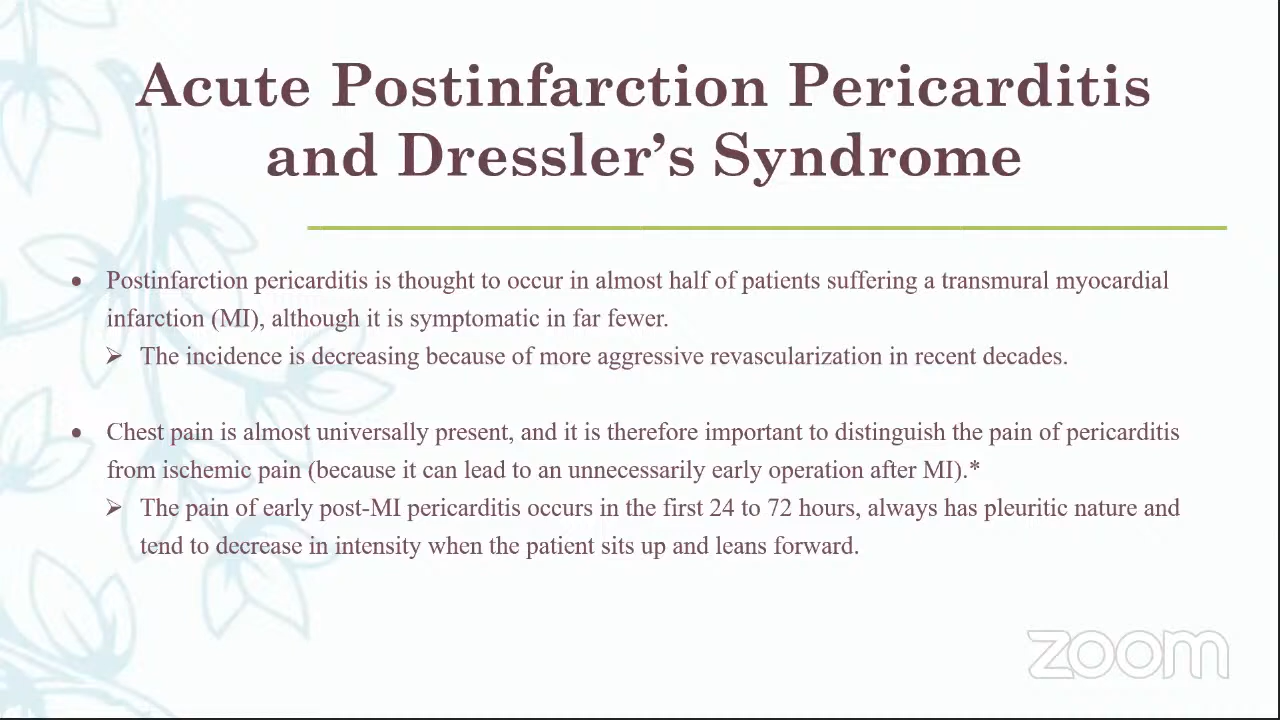 Acute Postinfarction Pericarditis
and Dressler’s Syndrome
• Postinfarction pericarditis is thought to occur in almost half of patients suffering a transmural myocardial
infarction (MI), although it is symptomatic in far fewer.
➢ The incidence is decreasing because of more aggressive revascularization in recent decades.
• Chest pain is almost universally present, and it is therefore important to distinguish the pain of pericarditis
from ischemic pain (because it can lead to an unnecessarily early operation after MI).*
➢ The pain of early post-MI pericarditis occurs in the first 24 to 72 hours, always has pleuritic nature and
tend to decrease in intensity when the patient sits up and leans forward.
zoom